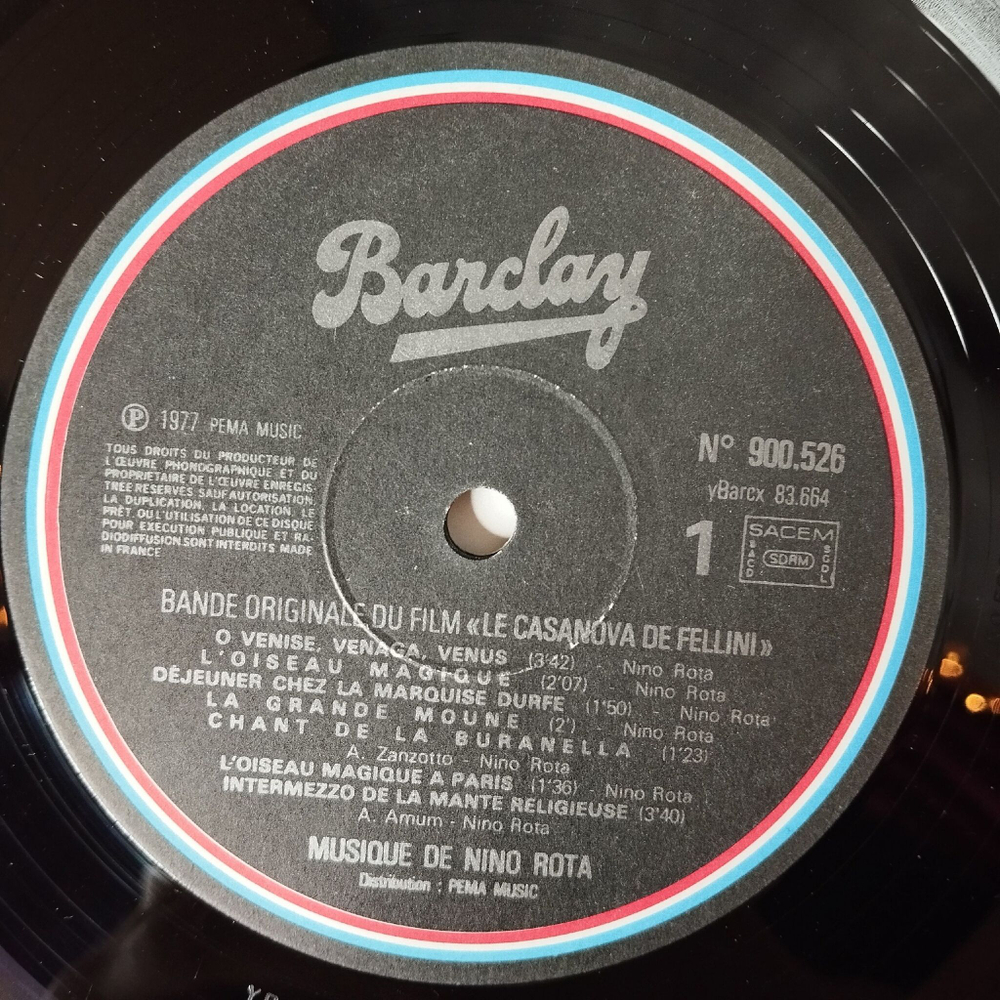 Barclay
℗ 1977 PEMA MUSIC
TOUS DROITS DU PRODUCTEUR DE
L'ŒUVRE PHONOGRAPHIQUE ET DU
PROPRIETAIRE DE L'ŒUVRE ENREGIS-
TREE RESERVES SAUF AUTORISATION,
LA DUPLICATION, LA LOCATION, LE
PRÊT, OU L'UTILISATION DE CE DISQUE
POUR EXECUTION PUBLIQUE ET RA-
DIODIFFUSION SONT INTERDITS MADE
IN FRANCE
N° 900.526
yBarcx 83.664
1
SACEM
SACD
SDRM
SCDL
BANDE ORIGINALE DU FILM «LE CASANOVA DE FELLINI»
O VENISE, VENAGA, VENUS (3'42) - Nino Rota
L'OISEAU MAGIQUE (2'07) - Nino Rota
DÉJEUNER CHEZ LA MARQUISE DURFE (1'50) - Nino Rota
LA GRANDE MOUNE (2') - Nino Rota
CHANT DE LA BURANELLA (1'23)
A. Zanzotto - Nino Rota
L'OISEAU MAGIQUE A PARIS (1'36) - Nino Rota
INTERMEZZO DE LA MANTE RELIGIEUSE (3'40)
A. Amum - Nino Rota
MUSIQUE DE NINO ROTA
Distribution : PEMA MUSIC